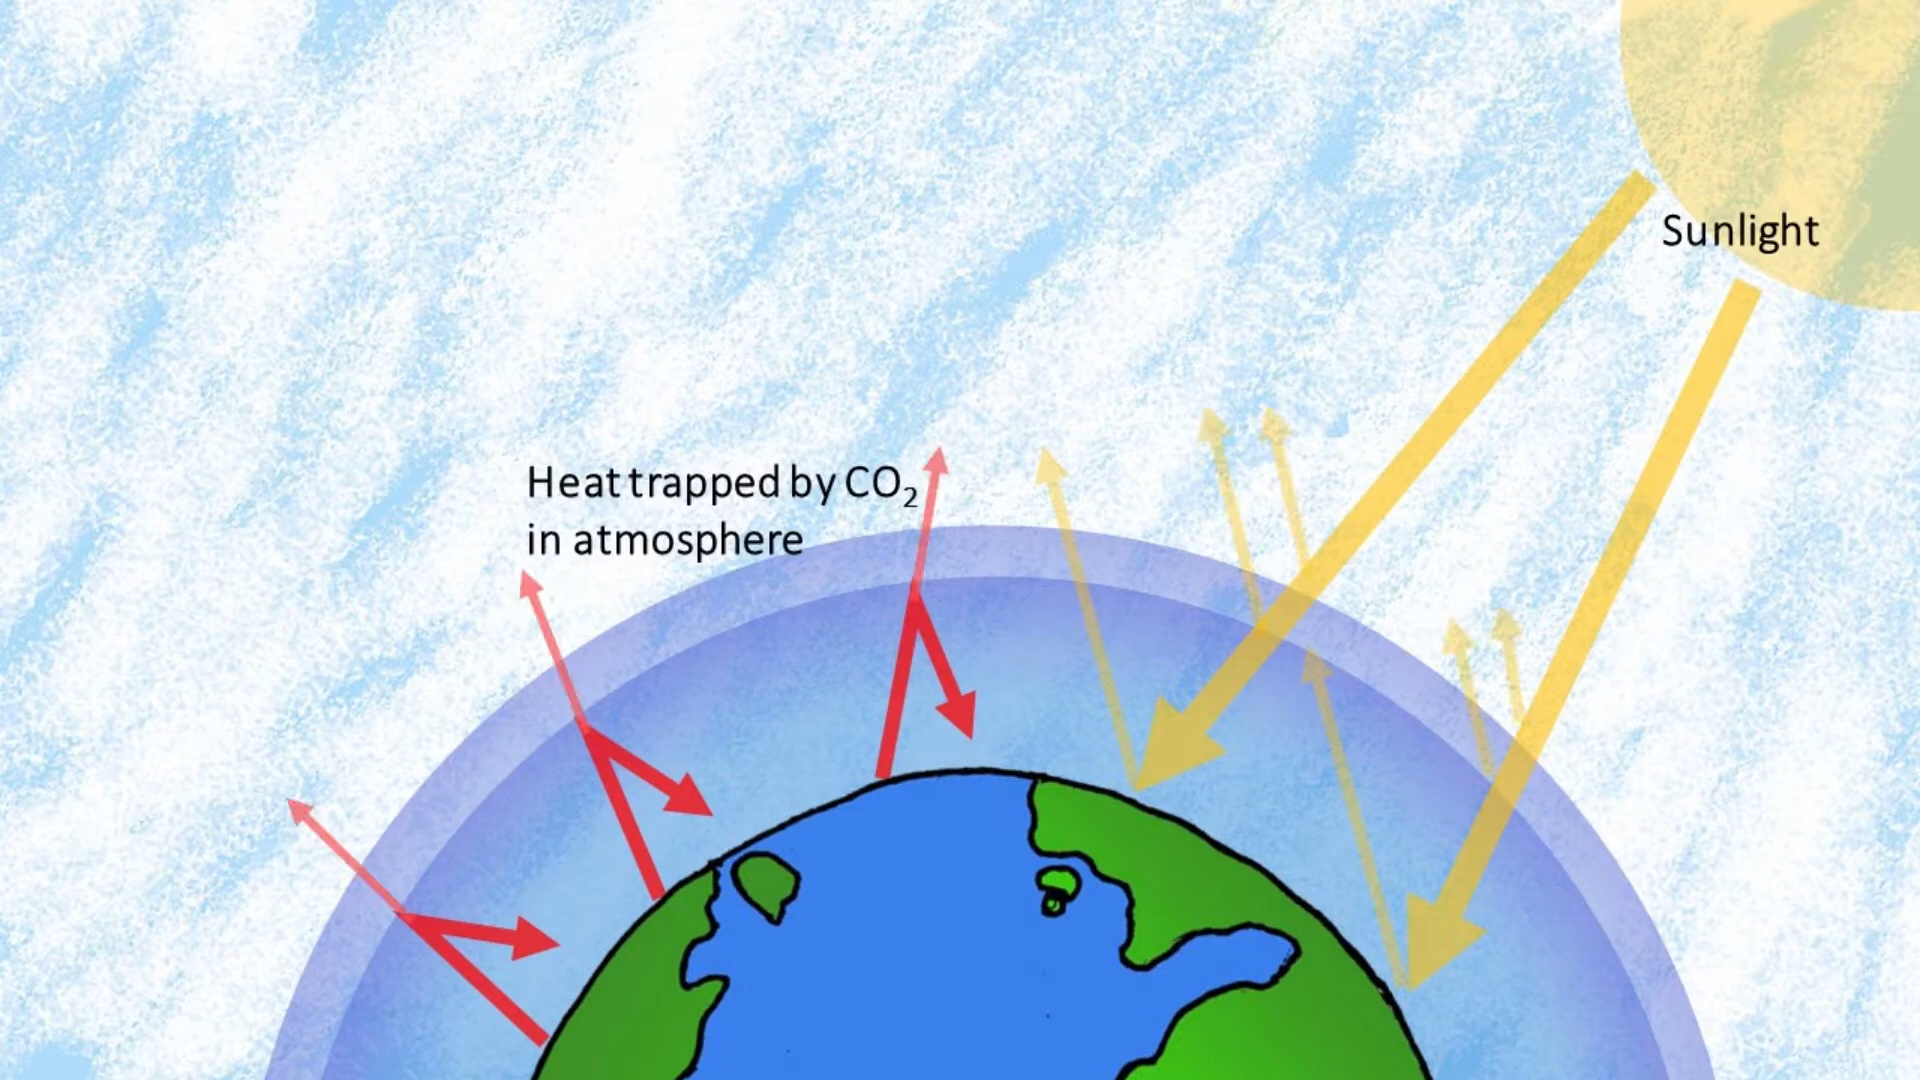 Sunlight
Heat trapped by CO₂
in atmosphere